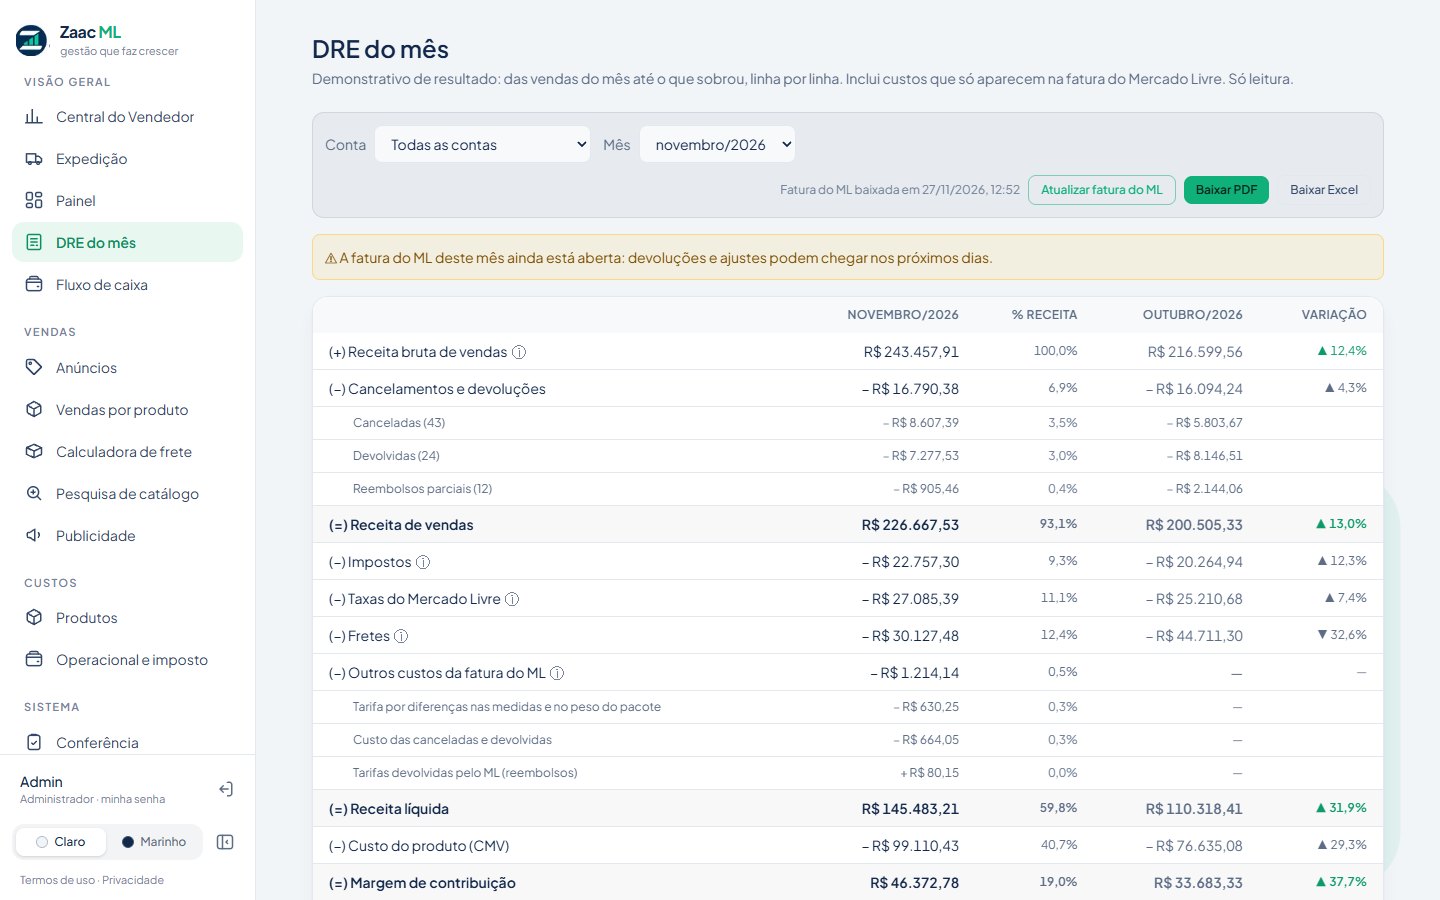 Zaac ML
gestão que faz crescer
VISÃO GERAL
Central do Vendedor
Expedição
Painel
DRE do mês
Fluxo de caixa
VENDAS
Anúncios
Vendas por produto
Calculadora de frete
Pesquisa de catálogo
Publicidade
CUSTOS
Produtos
Operacional e imposto
SISTEMA
Conferência
Admin
Administrador · minha senha
Claro Marinho
Termos de uso · Privacidade
DRE do mês
Demonstrativo de resultado: das vendas do mês até o que sobrou, linha por linha. Inclui custos que só aparecem na fatura do Mercado Livre. Só leitura.
Conta Todas as contas Mês novembro/2026
Fatura do ML baixada em 27/11/2026, 12:52 Atualizar fatura do ML Baixar PDF Baixar Excel
⚠ A fatura do ML deste mês ainda está aberta: devoluções e ajustes podem chegar nos próximos dias.
NOVEMBRO/2026 % RECEITA OUTUBRO/2026 VARIAÇÃO
(+) Receita bruta de vendas ⓘ R$ 243.457,91 100,0% R$ 216.599,56 ▲ 12,4%
(−) Cancelamentos e devoluções − R$ 16.790,38 6,9% − R$ 16.094,24 ▲ 4,3%
Canceladas (43) − R$ 8.607,39 3,5% − R$ 5.803,67
Devolvidas (24) − R$ 7.277,53 3,0% − R$ 8.146,51
Reembolsos parciais (12) − R$ 905,46 0,4% − R$ 2.144,06
(=) Receita de vendas R$ 226.667,53 93,1% R$ 200.505,33 ▲ 13,0%
(−) Impostos ⓘ − R$ 22.757,30 9,3% − R$ 20.264,94 ▲ 12,3%
(−) Taxas do Mercado Livre ⓘ − R$ 27.085,39 11,1% − R$ 25.210,68 ▲ 7,4%
(−) Fretes ⓘ − R$ 30.127,48 12,4% − R$ 44.711,30 ▼ 32,6%
(−) Outros custos da fatura do ML ⓘ − R$ 1.214,14 0,5% — —
Tarifa por diferenças nas medidas e no peso do pacote − R$ 630,25 0,3% —
Custo das canceladas e devolvidas − R$ 664,05 0,3% —
Tarifas devolvidas pelo ML (reembolsos) + R$ 80,15 0,0% —
(=) Receita líquida R$ 145.483,21 59,8% R$ 110.318,41 ▲ 31,9%
(−) Custo do produto (CMV) − R$ 99.110,43 40,7% − R$ 76.635,08 ▲ 29,3%
(=) Margem de contribuição R$ 46.372,78 19,0% R$ 33.683,33 ▲ 37,7%